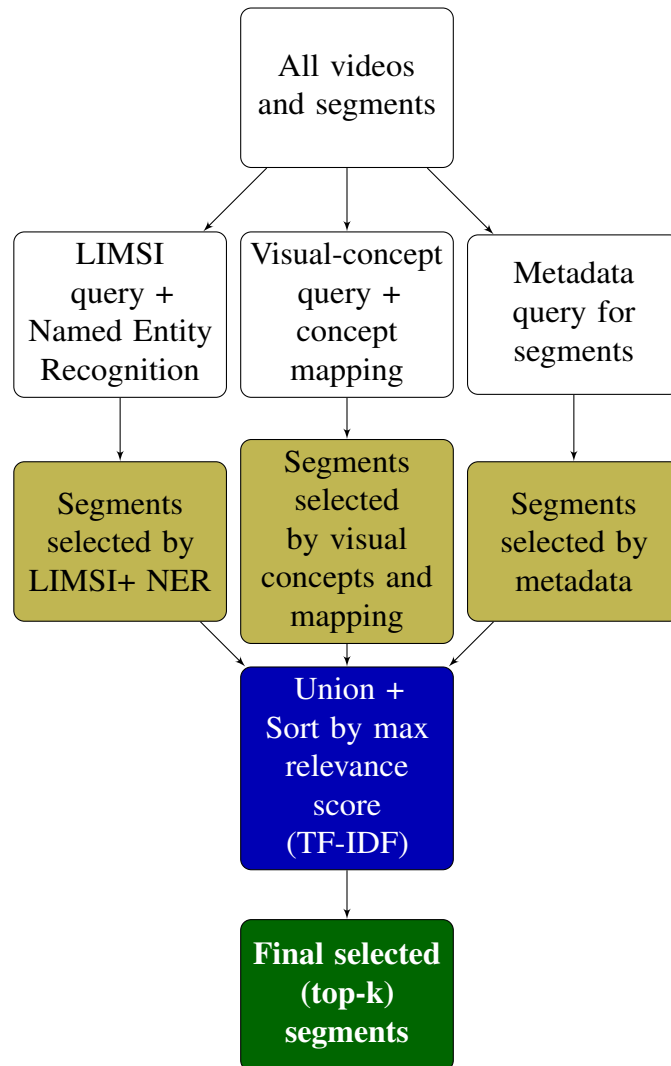 All videos
and segments
LIMSI
query +
Named Entity
Recognition
Visual-concept
query +
concept
mapping
Metadata
query for
segments
Segments
selected by
LIMSI+ NER
Segments
selected
by visual
concepts and
mapping
Segments
selected by
metadata
Union +
Sort by max
relevance
score
(TF-IDF)
Final selected
(top-k)
segments